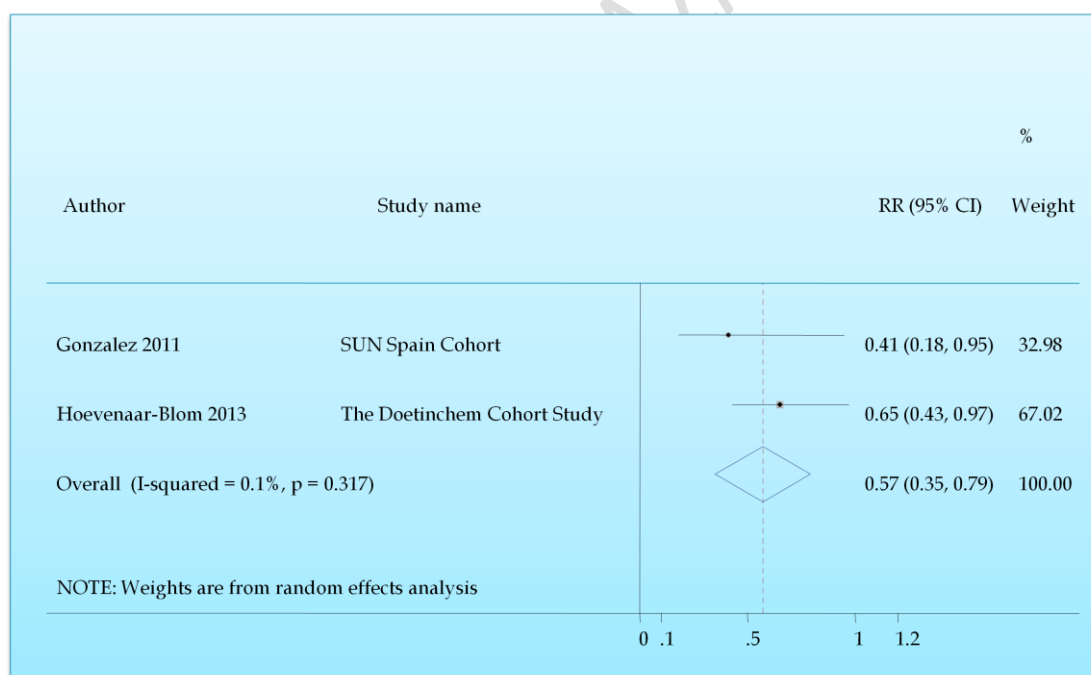 %
Author Study name RR (95% CI) Weight
Gonzalez 2011 SUN Spain Cohort 0.41 (0.18, 0.95) 32.98
Hoevenaar-Blom 2013 The Doetinchem Cohort Study 0.65 (0.43, 0.97) 67.02
Overall (I-squared = 0.1%, p = 0.317) 0.57 (0.35, 0.79) 100.00
NOTE: Weights are from random effects analysis
0 .1 .5 1 1.2